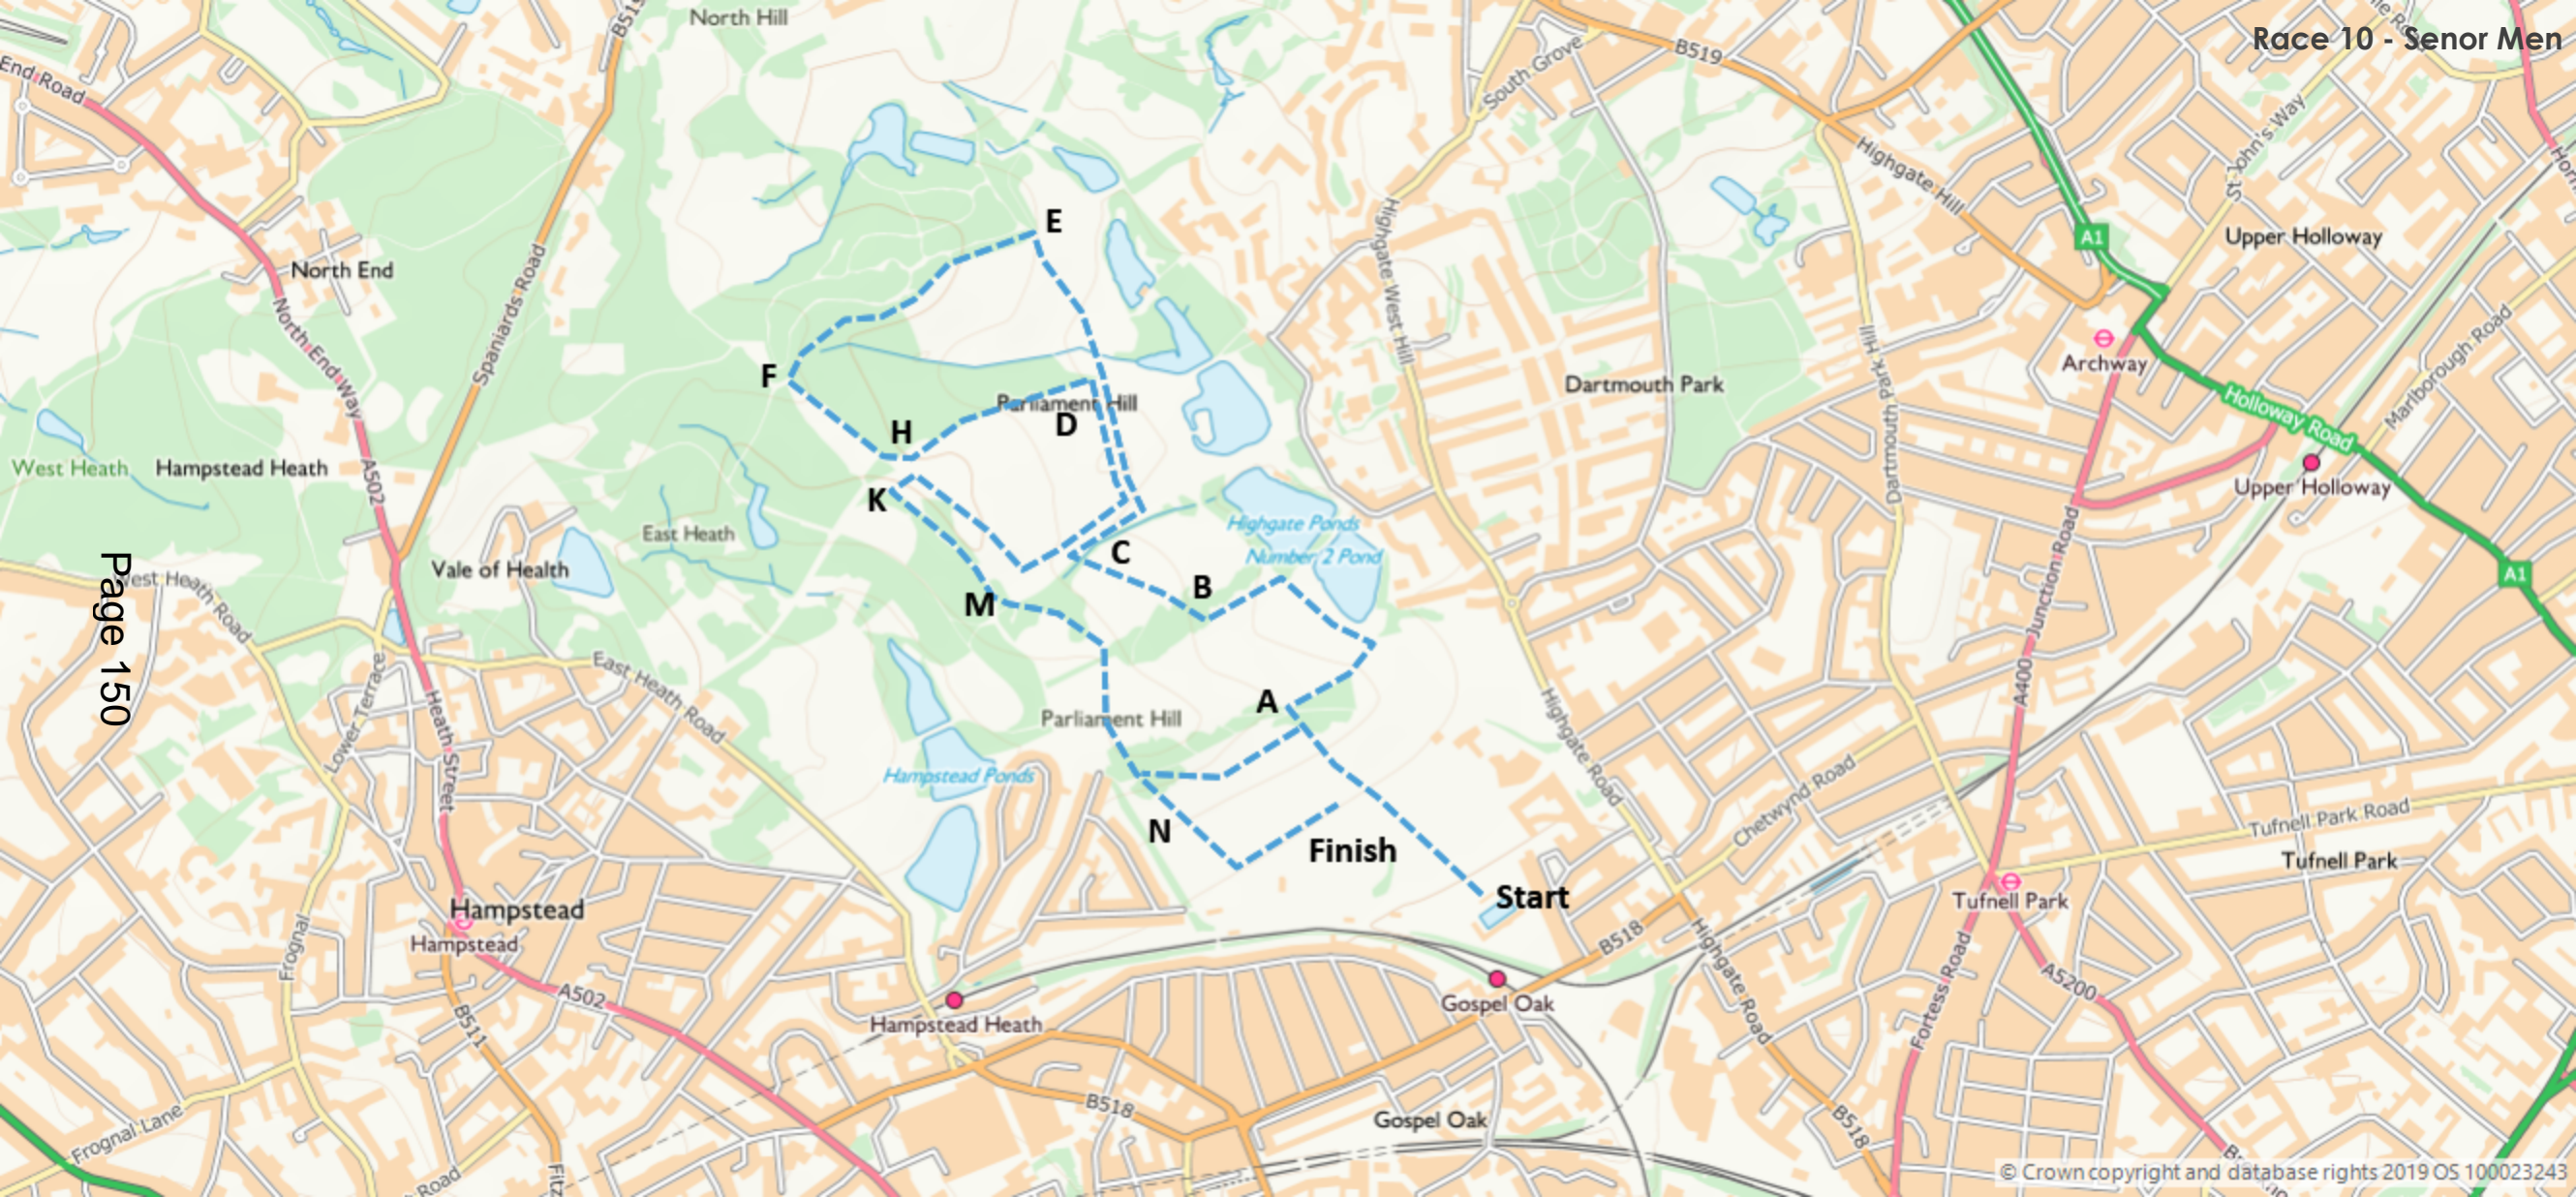 North Hill
B519
Race 10 - Senor Men
End Road
South Grove
B519
St John's Way
Highgate Hill
E
A1
Upper Holloway
North End
Spaniards Road
Highgate West Hill
North End Way
Archway
Dartmouth Park
Dartmouth Park Hill
Marlborough Road
Holloway Road
F
Parliament Hill
D
H
West Heath
Hampstead Heath
A502
K
Upper Holloway
East Heath
Highgate Ponds
Number 2 Pond
C
B
Vale of Health
West Heath Road
Page 150
M
A1
Junction Road
A400
East Heath Road
Lower Terrace
Heath Street
Parliament Hill
A
Highgate Road
Hampstead Ponds
Chetwynd Road
N
Finish
Tufnell Park Road
Tufnell Park
Start
Tufnell Park
Hampstead
Hampstead
Frognal
B518
Highgate Road
Fortess Road
A5200
A502
B511
Hampstead Heath
Gospel Oak
Gospel Oak
B518
B518
Frognal Lane
Road
Fitz
© Crown copyright and database rights 2019 OS 100023243